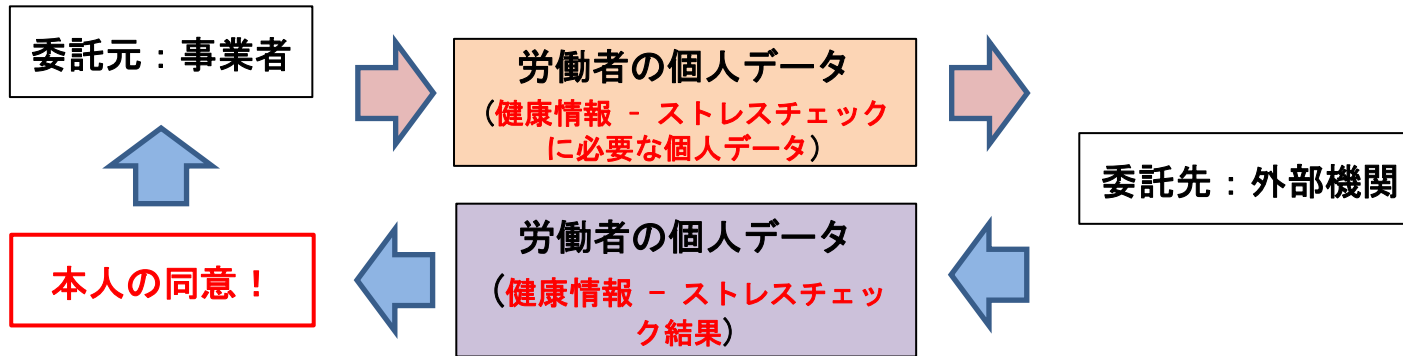 委託元：事業者
労働者の個人データ
(健康情報 - ストレスチェック
に必要な個人データ)
委託先：外部機関
本人の同意！
労働者の個人データ
(健康情報 - ストレスチェッ
ク結果)